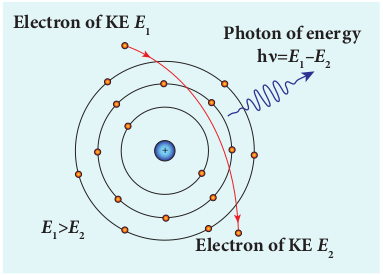 Electron of KE E₁
Photon of energy
hν=E₁–E₂
+
E₁>E₂
Electron of KE E₂